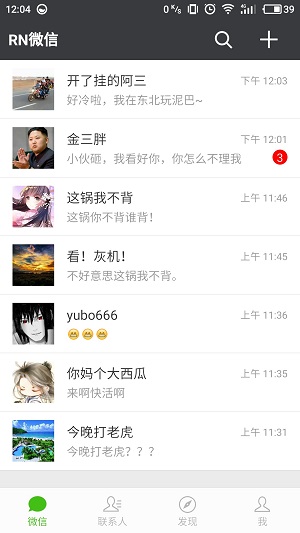 12:04 0 K/s 4G 39
RN微信
开了挂的阿三 下午 12:03
好冷啦，我在东北玩泥巴~
金三胖 下午 12:01
小伙砸，我看好你，你怎么不理我 3
这锅我不背 上午 11:46
这锅你不背谁背！
看！灰机！ 上午 11:45
不好意思这锅我不背。
yubo666 上午 11:36
😄😄😄
你妈个大西瓜 上午 11:35
来啊快活啊
今晚打老虎 上午 11:31
今晚打老虎？？？
微信 联系人 发现 我